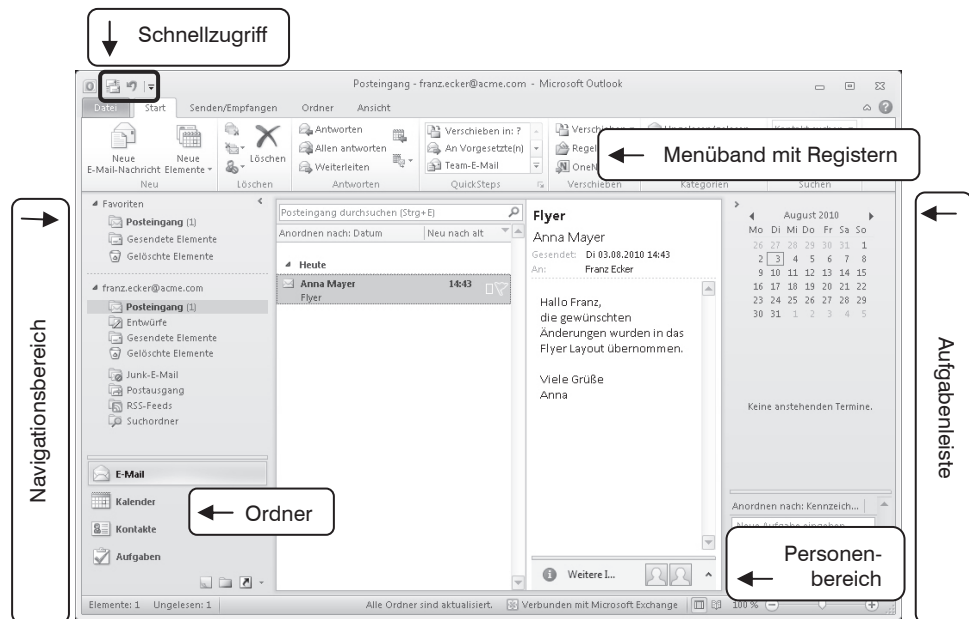 Schnellzugriff
Posteingang - franz.ecker@acme.com - Microsoft Outlook
Datei Start Senden/Empfangen Ordner Ansicht
Neue E-Mail-Nachricht
Neue Elemente
Neu
Löschen
Löschen
Antworten
Allen antworten
Weiterleiten
Antworten
Verschieben in: ?
An Vorgesetzte(n)
Team-E-Mail
QuickSteps
Verschieben
Kategorien
Suchen
Menüband mit Registern
Navigationsbereich
Favoriten
Posteingang (1)
Gesendete Elemente
Gelöschte Elemente
franz.ecker@acme.com
Posteingang (1)
Entwürfe
Gesendete Elemente
Gelöschte Elemente
Junk-E-Mail
Postausgang
RSS-Feeds
Suchordner
E-Mail
Kalender
Kontakte
Aufgaben
Ordner
Posteingang durchsuchen (Strg+E)
Anordnen nach: Datum Neu nach alt
Heute
Anna Mayer 14:43
Flyer
Flyer
Anna Mayer
Gesendet: Di 03.08.2010 14:43
An: Franz Ecker
Hallo Franz,
die gewünschten
Änderungen wurden in das
Flyer Layout übernommen.
Viele Grüße
Anna
Weitere I...
August 2010
Mo Di Mi Do Fr Sa So
26 27 28 29 30 31 1
2 3 4 5 6 7 8
9 10 11 12 13 14 15
16 17 18 19 20 21 22
23 24 25 26 27 28 29
30 31 1 2 3 4 5
Keine anstehenden Termine.
Anordnen nach: Kennzeich...
Personen-
bereich
Aufgabenleiste
Elemente: 1 Ungelesen: 1 Alle Ordner sind aktualisiert. Verbunden mit Microsoft Exchange 100 %